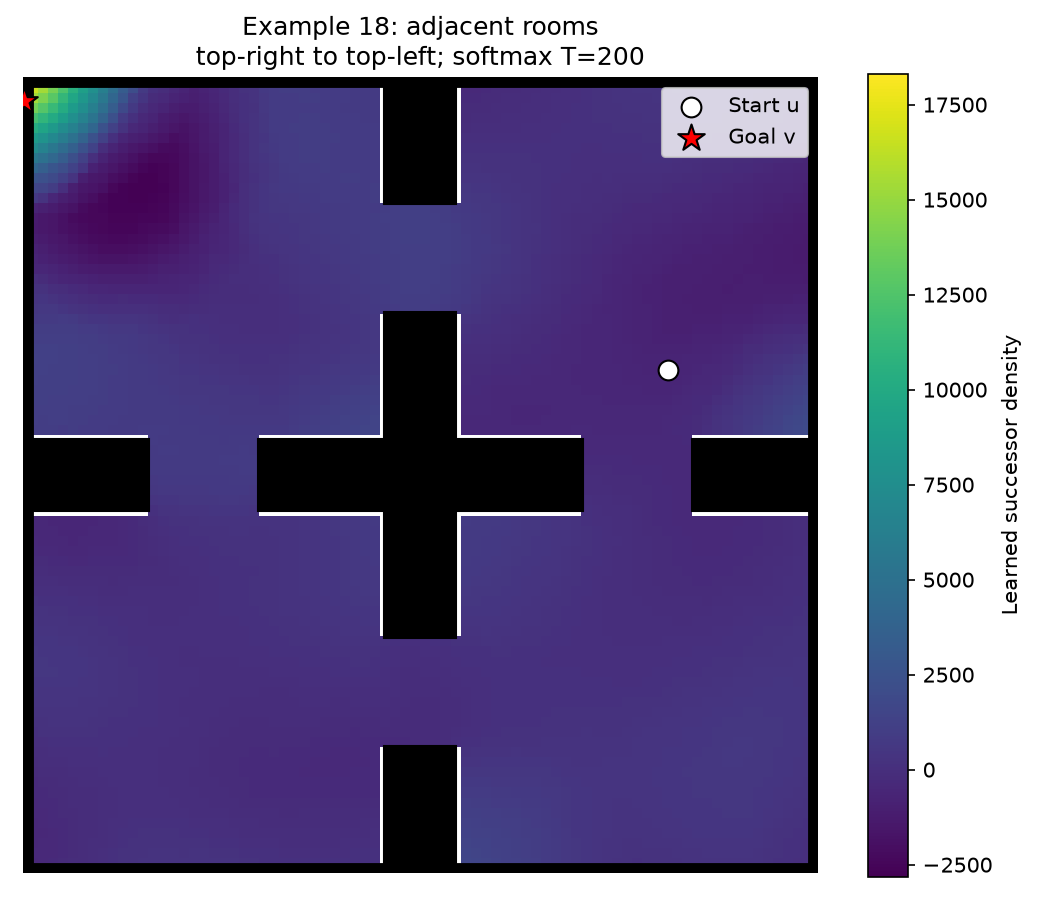 Example 18: adjacent rooms
top-right to top-left; softmax T=200
Start u
Goal v
17500
15000
12500
10000
7500
5000
2500
0
−2500
Learned successor density